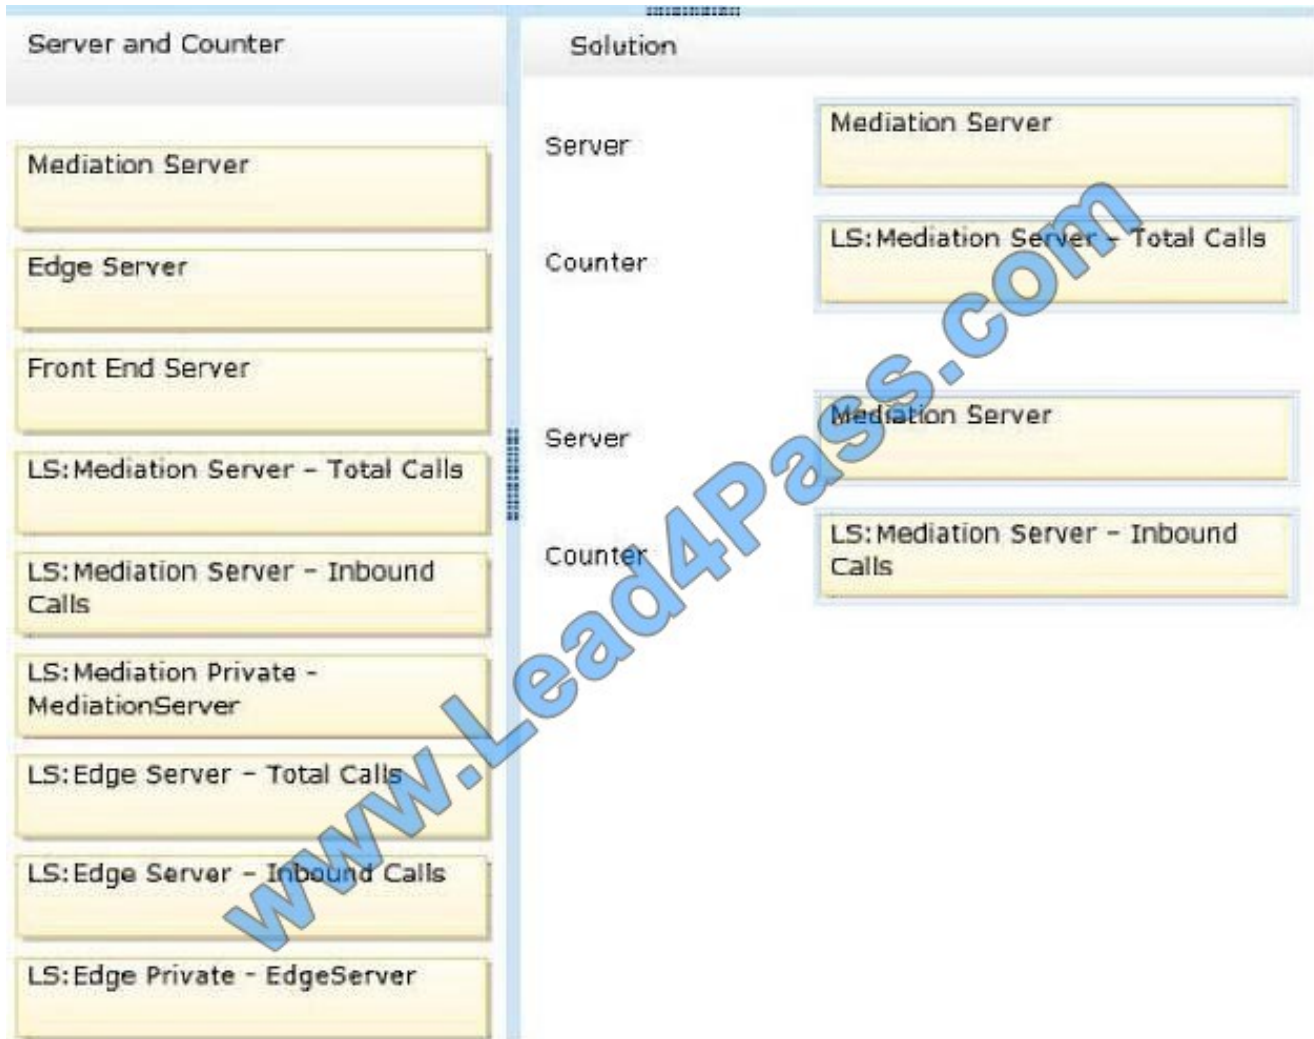 Server and Counter
Mediation Server
Edge Server
Front End Server
LS:Mediation Server – Total Calls
LS:Mediation Server – Inbound
Calls
LS:Mediation Private -
MediationServer
LS:Edge Server – Total Calls
LS:Edge Server – Inbound Calls
LS:Edge Private - EdgeServer
Solution
Server
Mediation Server
Counter
LS:Mediation Server – Total Calls
Server
Mediation Server
Counter
LS:Mediation Server – Inbound
Calls
www.Lead4Pass.com